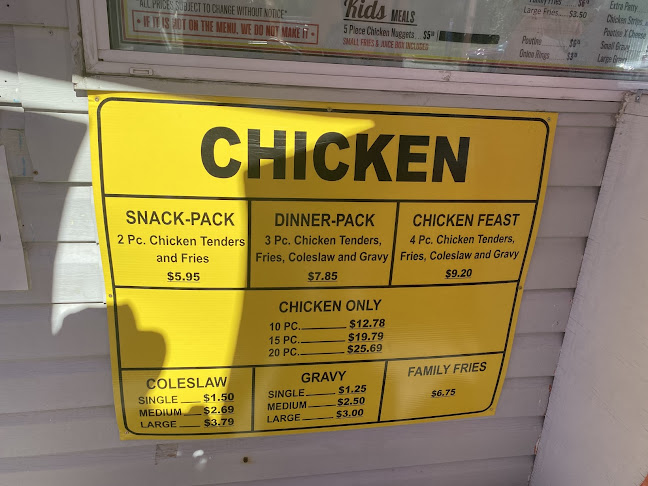 "ALL PRICES SUBJECT TO CHANGE WITHOUT NOTICE"
• IF IT IS NOT ON THE MENU, WE DO NOT MAKE IT •
Kids MEALS
5 Piece Chicken Nuggets
SMALL FRIES & JUICE BOX INCLUDED
Family Fries
Large Fries
Poutine
Onion Rings
Extra Patty
Chicken Strips
Poutine X Cheese
Small Gravy
Large
CHICKEN
SNACK-PACK
2 Pc. Chicken Tenders
and Fries
$5.95
DINNER-PACK
3 Pc. Chicken Tenders,
Fries, Coleslaw and Gravy
$7.85
CHICKEN FEAST
4 Pc. Chicken Tenders,
Fries, Coleslaw and Gravy
$9.20
CHICKEN ONLY
10 PC. $12.78
15 PC. $19.79
20 PC. $25.69
COLESLAW
SINGLE $1.50
MEDIUM $2.69
LARGE $3.79
GRAVY
SINGLE $1.25
MEDIUM $2.50
LARGE $3.00
FAMILY FRIES
$6.75